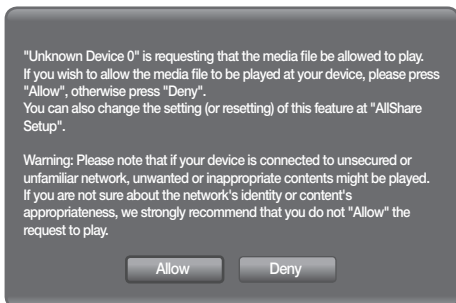 "Unknown Device 0" is requesting that the media file be allowed to play.
If you wish to allow the media file to be played at your device, please press
"Allow", otherwise press "Deny".
You can also change the setting (or resetting) of this feature at "AllShare
Setup".
Warning: Please note that if your device is connected to unsecured or
unfamiliar network, unwanted or inappropriate contents might be played.
If you are not sure about the network's identity or content's
appropriateness, we strongly recommend that you do not "Allow" the
request to play.
Allow Deny